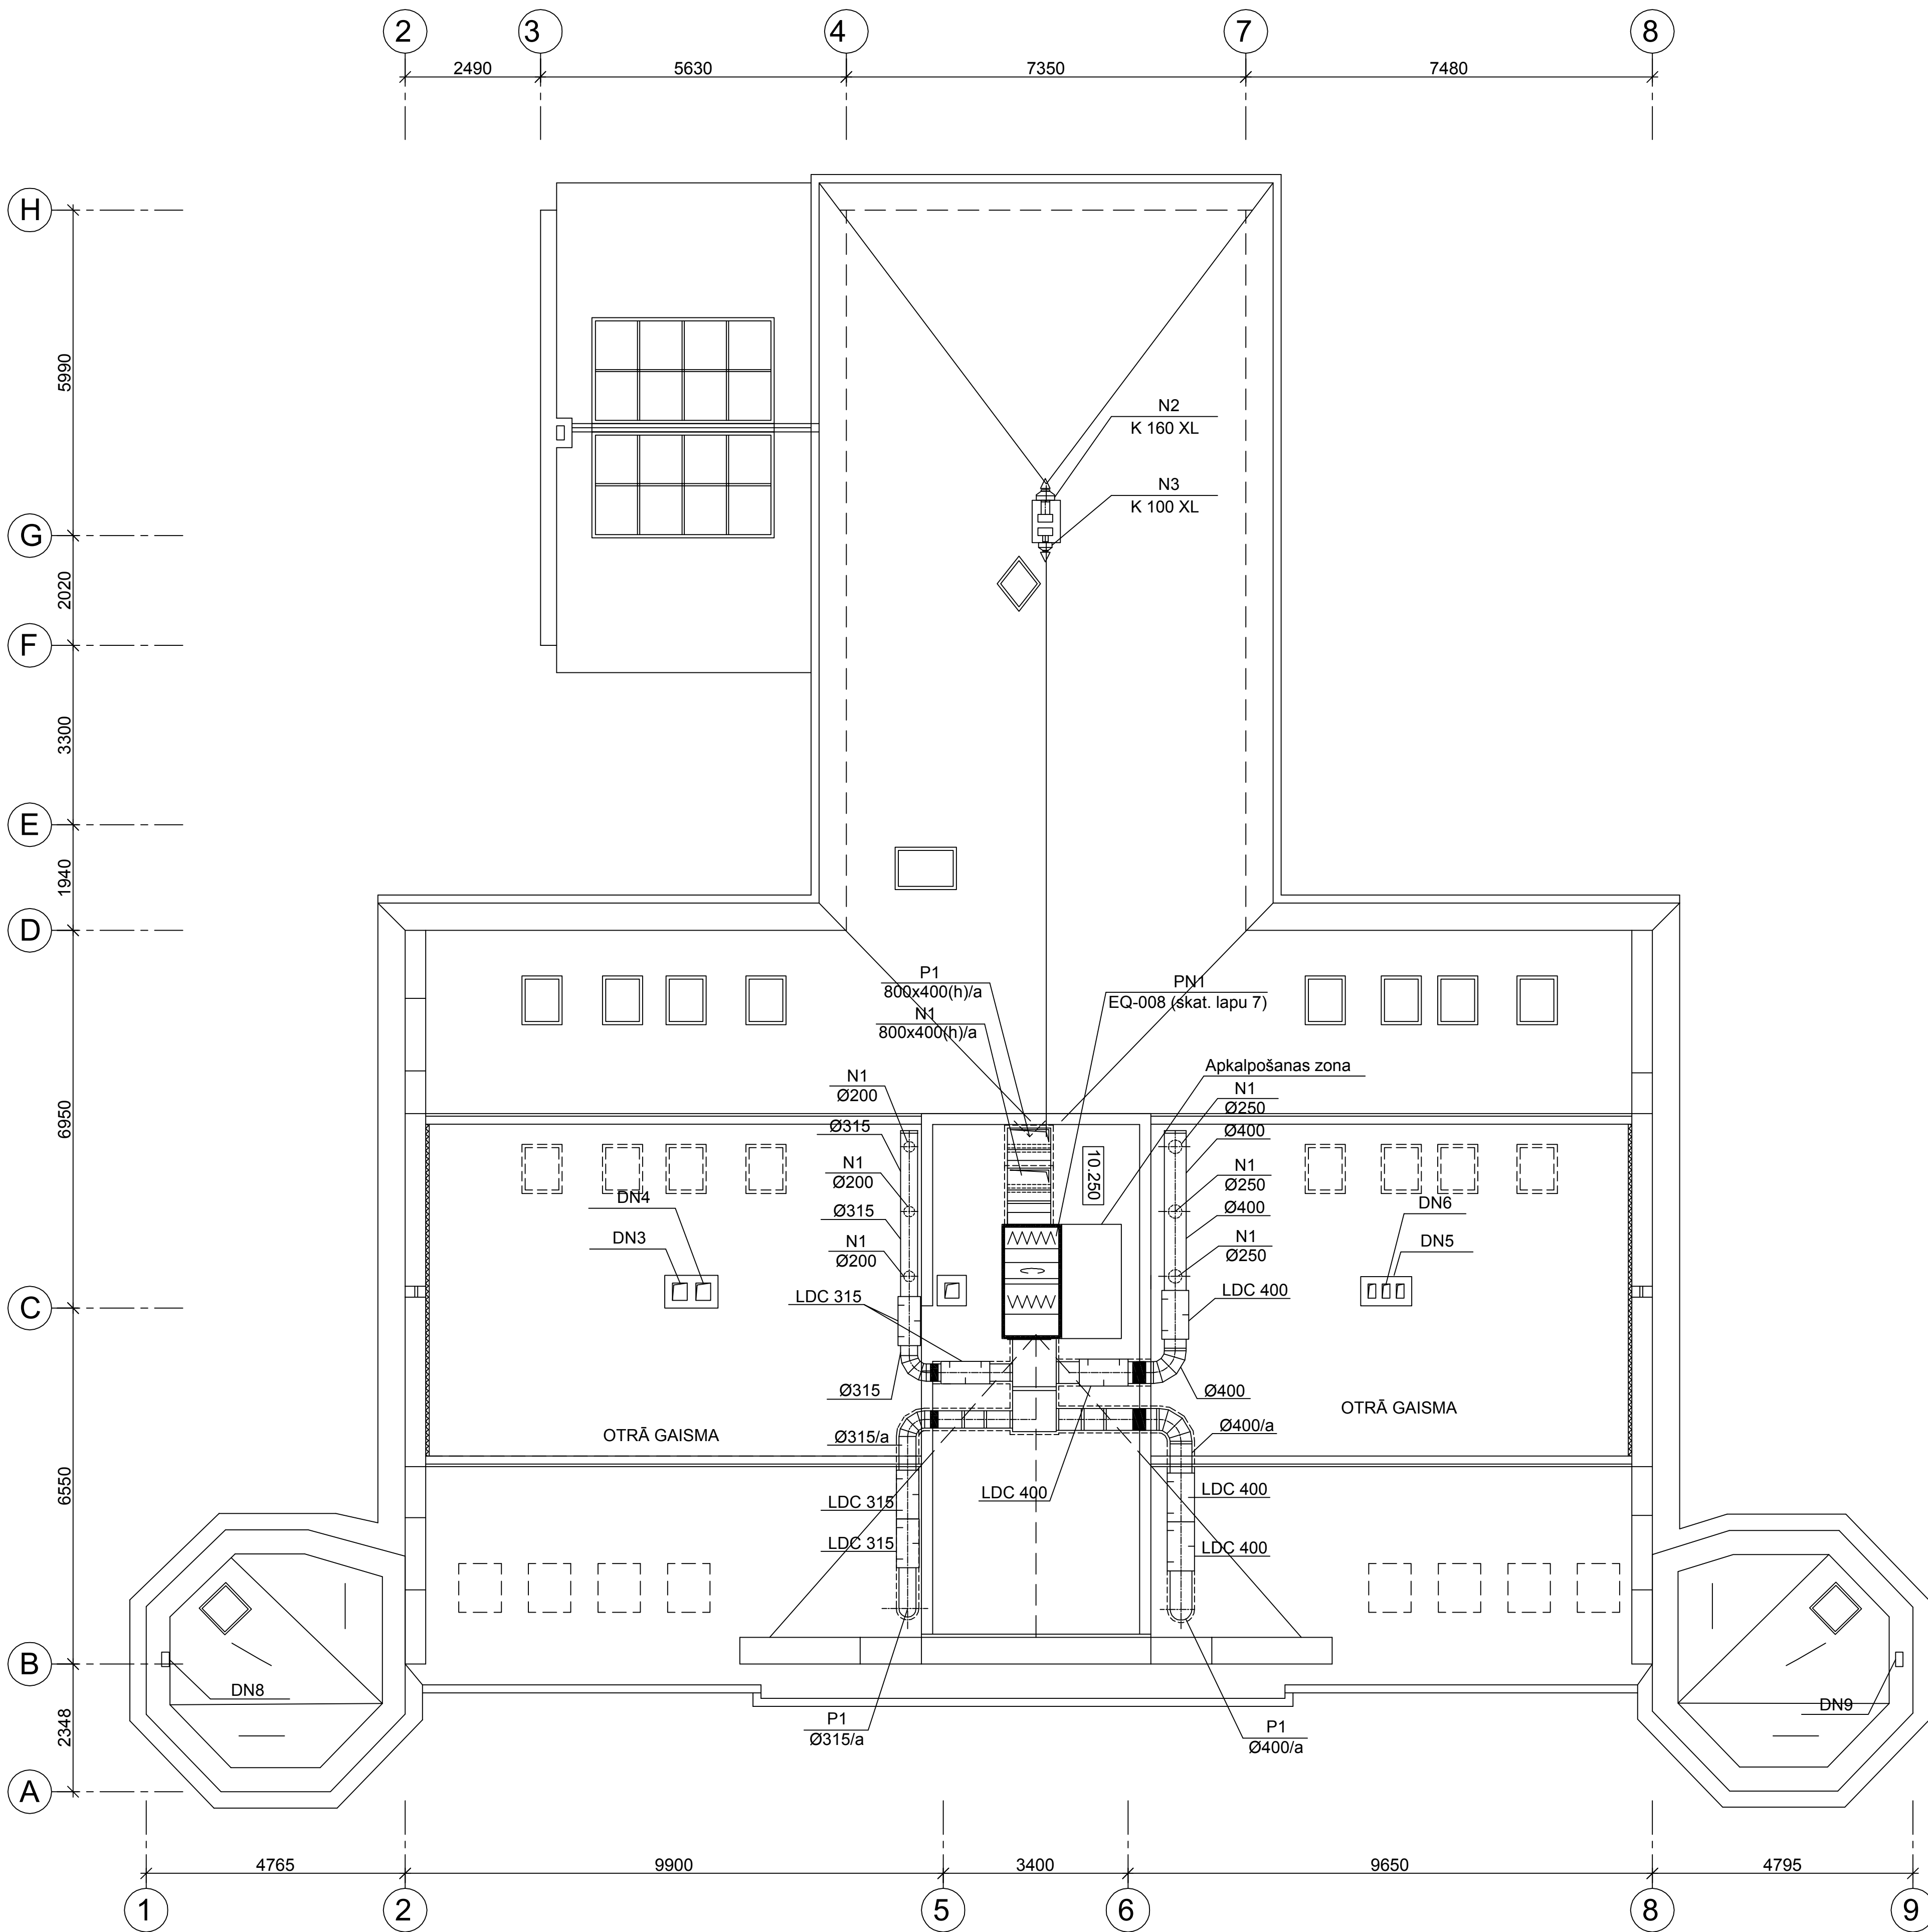 2
3
4
7
8
2490
5630
7350
7480
H
5990
N2
K 160 XL
N3
K 100 XL
G
2020
F
3300
E
1940
D
P1
800x400(h)/a
N1
800x400(h)/a
PN1
EQ-008 (skat. lapu 7)
Apkalpošanas zona
N1
Ø200
N1
Ø250
6950
Ø315
Ø400
10.250
N1
Ø200
N1
Ø250
DN4
DN6
Ø315
Ø400
DN3
N1
Ø200
N1
Ø250
DN5
LDC 315
LDC 400
C
Ø315
Ø400
OTRĀ GAISMA
OTRĀ GAISMA
Ø315/a
Ø400/a
6550
LDC 315
LDC 400
LDC 400
LDC 315
LDC 400
B
DN8
DN9
2348
P1
Ø315/a
P1
Ø400/a
A
4765
9900
3400
9650
4795
1
2
5
6
8
9